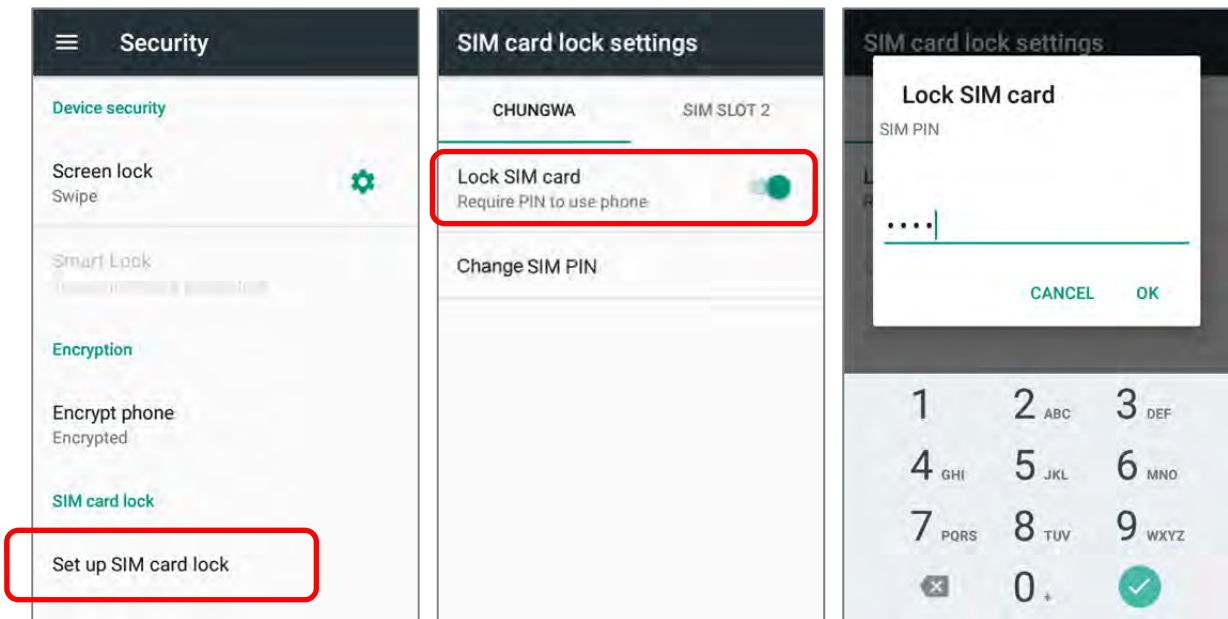 Security
Device security
Screen lock
Swipe
Smart Lock
Encryption
Encrypt phone
Encrypted
SIM card lock
Set up SIM card lock
SIM card lock settings
CHUNGWA SIM SLOT 2
Lock SIM card
Require PIN to use phone
Change SIM PIN
SIM card lock settings
Lock SIM card
SIM PIN
••••
CANCEL OK
1 2 ABC 3 DEF
4 GHI 5 JKL 6 MNO
7 PQRS 8 TUV 9 WXYZ
0 +